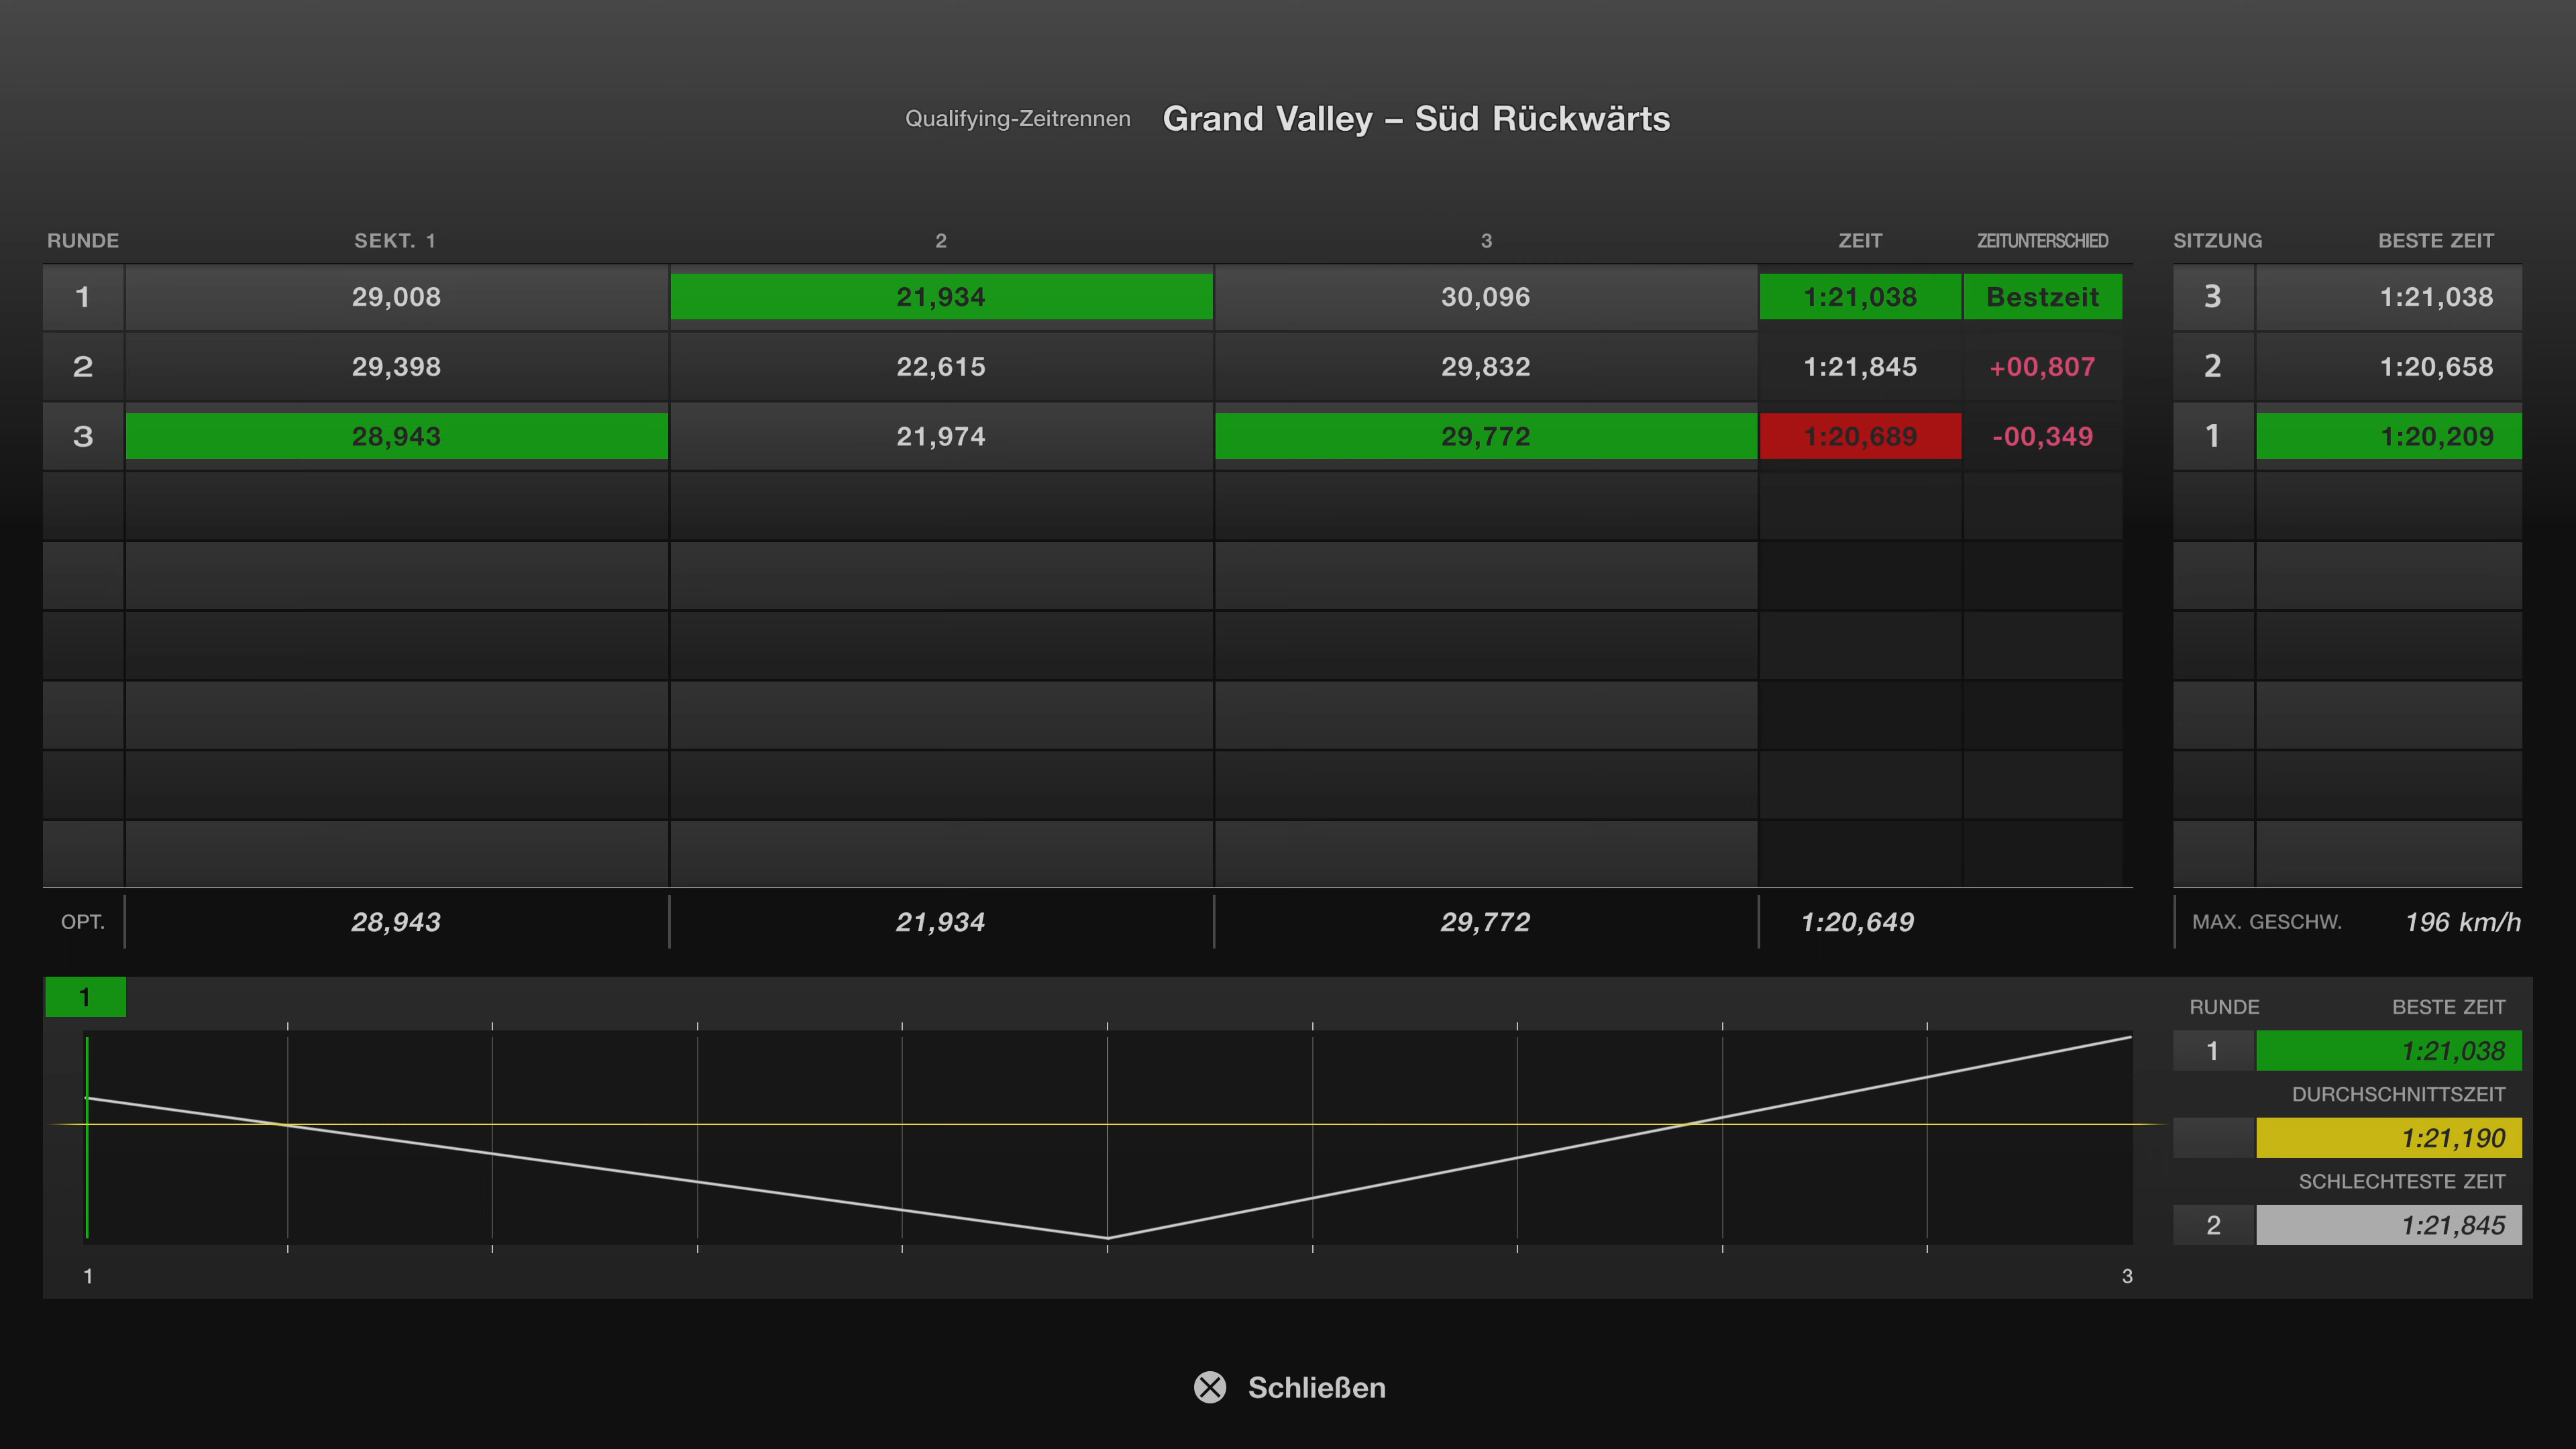 Qualifying-Zeitrennen Grand Valley – Süd Rückwärts
RUNDE SEKT. 1 2 3 ZEIT ZEITUNTERSCHIED SITZUNG BESTE ZEIT
1 29,008 21,934 30,096 1:21,038 Bestzeit 3 1:21,038
2 29,398 22,615 29,832 1:21,845 +00,807 2 1:20,658
3 28,943 21,974 29,772 1:20,689 -00,349 1 1:20,209
OPT. 28,943 21,934 29,772 1:20,649 MAX. GESCHW. 196 km/h
1
RUNDE BESTE ZEIT
1 1:21,038
DURCHSCHNITTSZEIT
1:21,190
SCHLECHTESTE ZEIT
2 1:21,845
1 3
Schließen